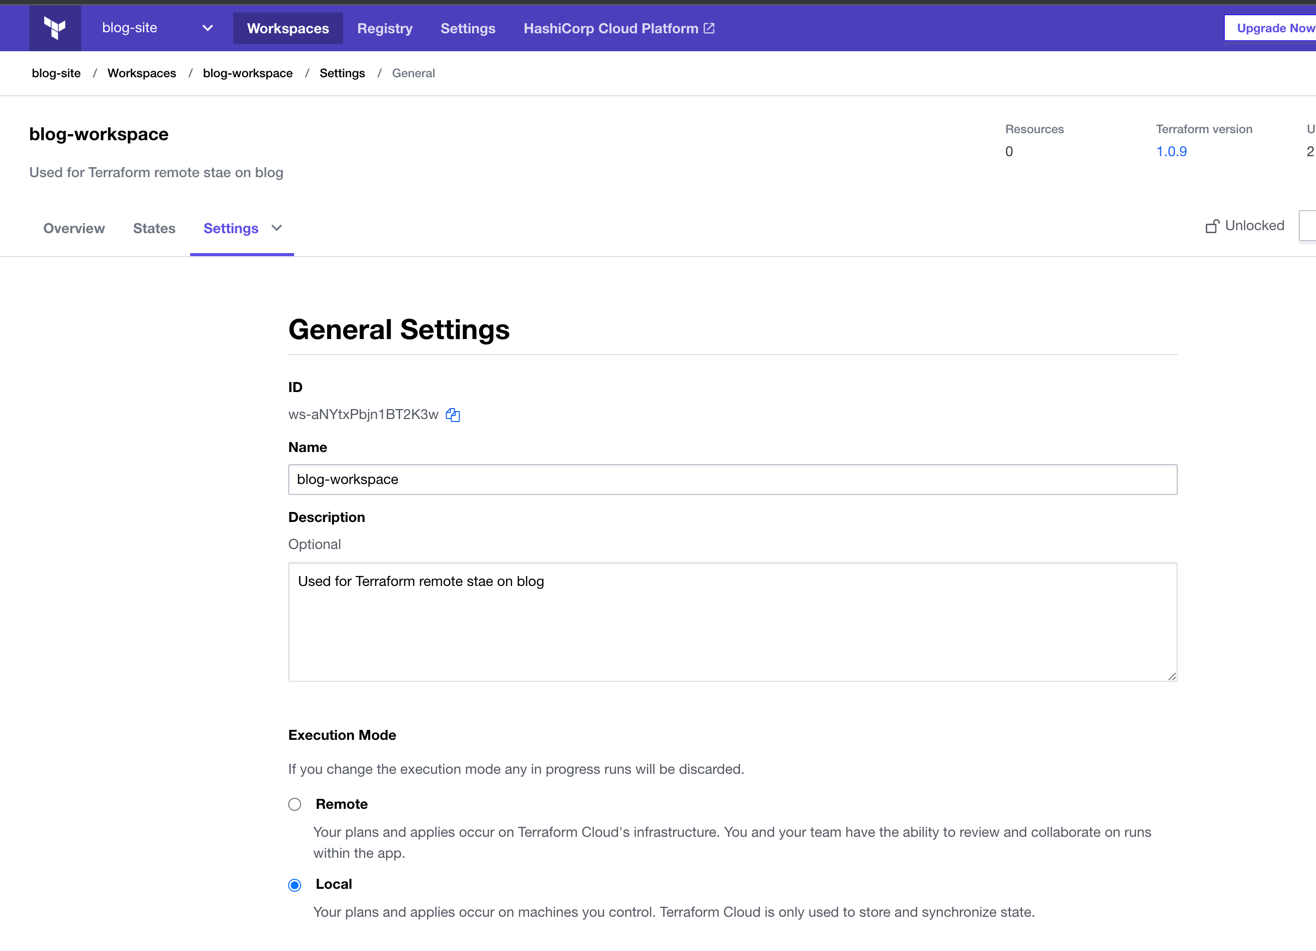 blog-site Workspaces Registry Settings HashiCorp Cloud Platform Upgrade Now
blog-site / Workspaces / blog-workspace / Settings / General
blog-workspace
Used for Terraform remote stae on blog
Resources Terraform version U
0 1.0.9 2
Overview States Settings Unlocked
General Settings
ID
ws-aNYtxPbjn1BT2K3w
Name
blog-workspace
Description
Optional
Used for Terraform remote stae on blog
Execution Mode
If you change the execution mode any in progress runs will be discarded.
Remote
Your plans and applies occur on Terraform Cloud's infrastructure. You and your team have the ability to review and collaborate on runs
within the app.
Local
Your plans and applies occur on machines you control. Terraform Cloud is only used to store and synchronize state.